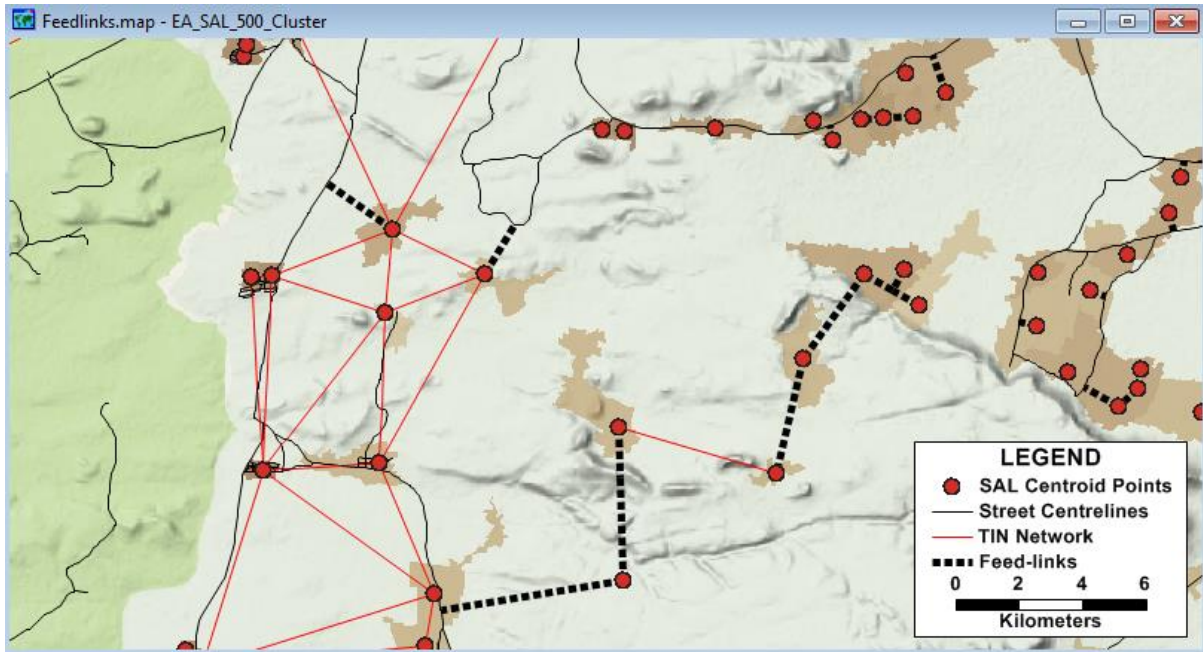 Feedlinks.map - EA_SAL_500_Cluster
LEGEND
SAL Centroid Points
Street Centrelines
TIN Network
Feed-links
0 2 4 6
Kilometers